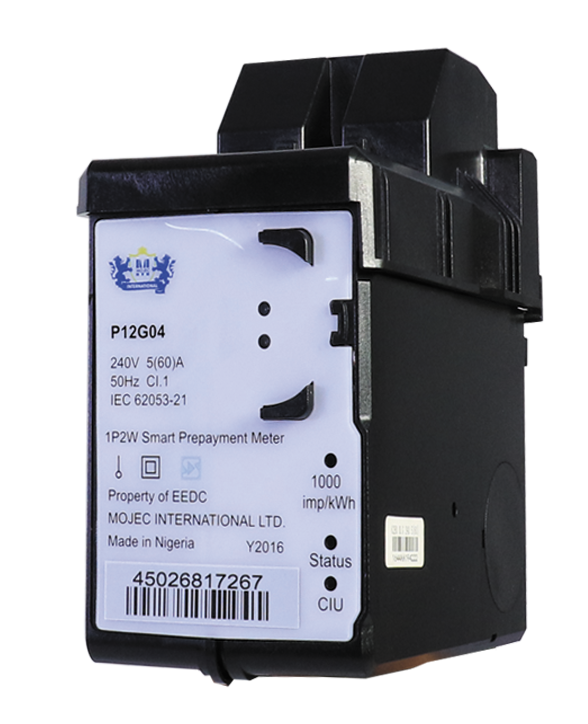 M
INTERNATIONAL
P12G04
240V 5(60)A
50Hz Cl.1
IEC 62053-21
1P2W Smart Prepayment Meter
Property of EEDC
MOJEC INTERNATIONAL LTD.
Made in Nigeria Y2016
45026817267
1000
imp/kWh
Status
CIU